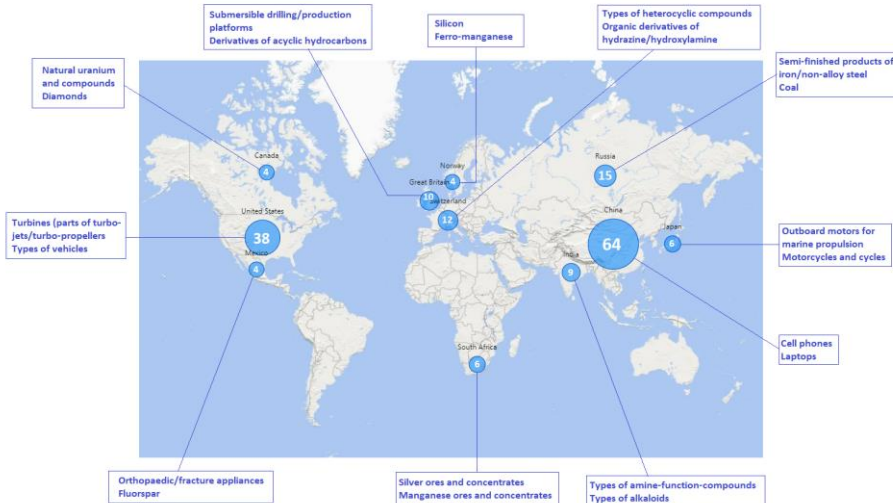 Submersible drilling/production
platforms
Derivatives of acyclic hydrocarbons
Silicon
Ferro-manganese
Types of heterocyclic compounds
Organic derivatives of
hydrazine/hydroxylamine
Natural uranium
and compounds
Diamonds
Semi-finished products of
iron/non-alloy steel
Coal
Canada
4
Norway
4
Great Britain
10
Switzerland
12
Russia
15
United States
38
Mexico
4
China
64
Japan
6
India
9
South Africa
6
Turbines (parts of turbo-
jets/turbo-propellers
Types of vehicles
Outboard motors for
marine propulsion
Motorcycles and cycles
Cell phones
Laptops
Orthopaedic/fracture appliances
Fluorspar
Silver ores and concentrates
Manganese ores and concentrates
Types of amine-function-compounds
Types of alkaloids